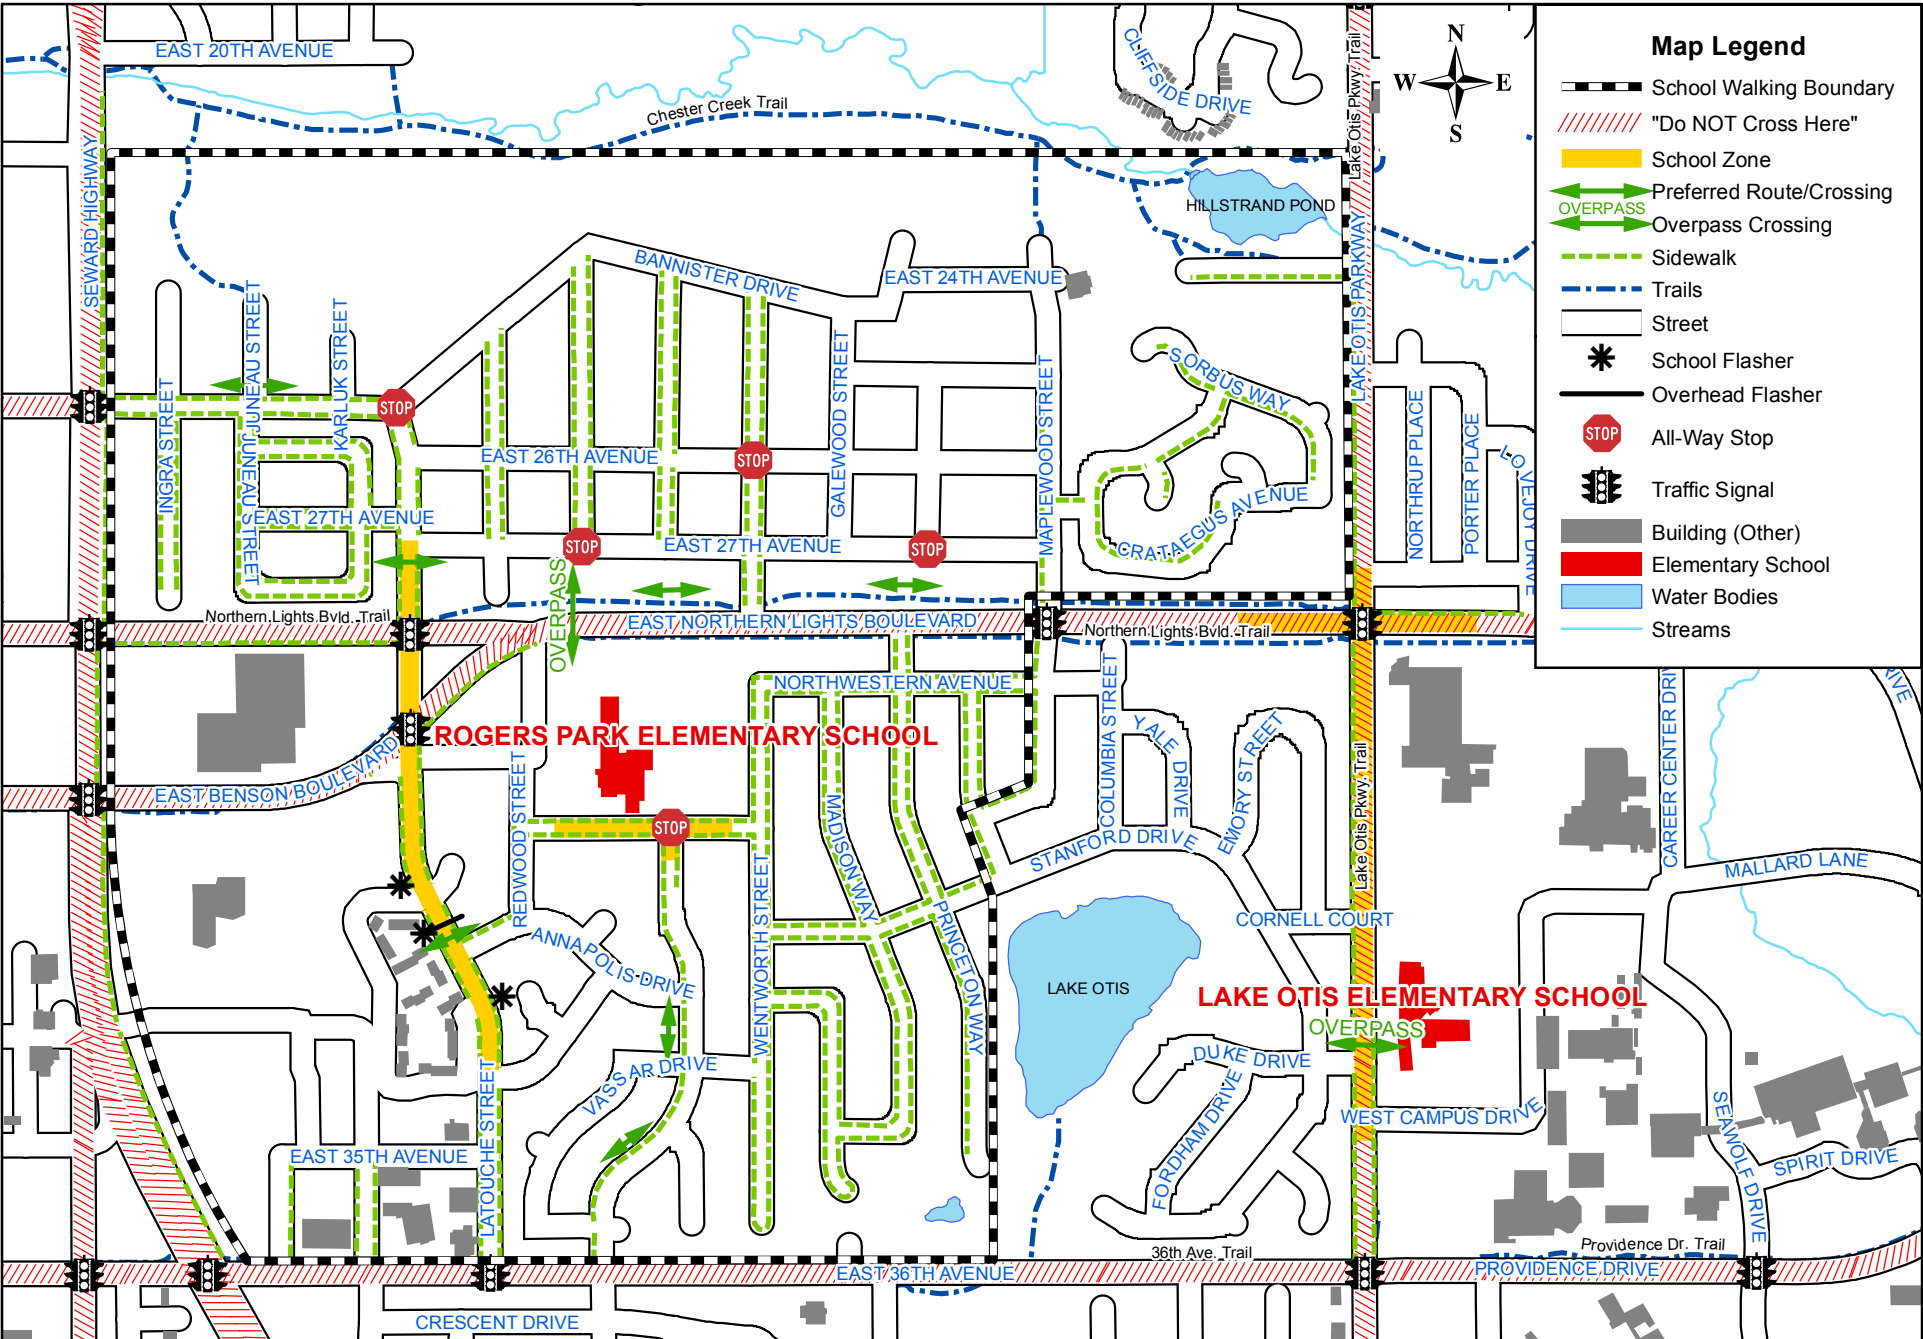 EAST 20TH AVENUE
Chester Creek Trail
CLIFFSIDE DRIVE
Lake Otis Pkwy. Trail
N
W
E
S
Map Legend
School Walking Boundary
"Do NOT Cross Here"
School Zone
Preferred Route/Crossing
OVERPASS
Overpass Crossing
Sidewalk
Trails
Street
School Flasher
Overhead Flasher
STOP
All-Way Stop
Traffic Signal
Building (Other)
Elementary School
Water Bodies
Streams
SEWARD HIGHWAY
HILLSTRAND POND
LAKE OTIS PARKWAY
BANNISTER DRIVE
EAST 24TH AVENUE
INGRA STREET
JUNEAU STREET
JUNEAU STREET
KARLUK STREET
STOP
GALEWOOD STREET
MAPLEWOOD STREET
SORBUS WAY
NORTHRUP PLACE
PORTER PLACE
LOVEJOY DRIVE
EAST 26TH AVENUE
STOP
EAST 27TH AVENUE
CRATAEGUS AVENUE
STOP
EAST 27TH AVENUE
STOP
OVERPASS
OVERPASS
Northern Lights Bvld. Trail
EAST NORTHERN LIGHTS BOULEVARD
Northern Lights Bvld. Trail
NORTHWESTERN AVENUE
COLUMBIA STREET
YALE DRIVE
EMORY STREET
ROGERS PARK ELEMENTARY SCHOOL
EAST BENSON BOULEVARD
REDWOOD STREET
STOP
MADISON WAY
STANFORD DRIVE
Lake Otis Pkwy. Trail
CAREER CENTER DRI
RIVE
MALLARD LANE
CORNELL COURT
ANNAPOLIS DRIVE
WENTWORTH STREET
PRINCETON WAY
LAKE OTIS
LAKE OTIS ELEMENTARY SCHOOL
OVERPASS
DUKE DRIVE
VASSAR DRIVE
FORDHAM DRIVE
WEST CAMPUS DRIVE
SEAWOLF DRIVE
SPIRIT DRIVE
EAST 35TH AVENUE
LATOUCHE STREET
36th Ave. Trail
Providence Dr. Trail
EAST 36TH AVENUE
PROVIDENCE DRIVE
CRESCENT DRIVE